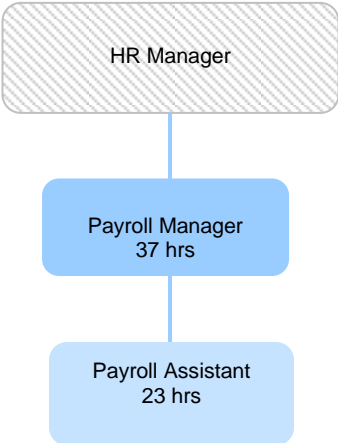 HR Manager
Payroll Manager
37 hrs
Payroll Assistant
23 hrs